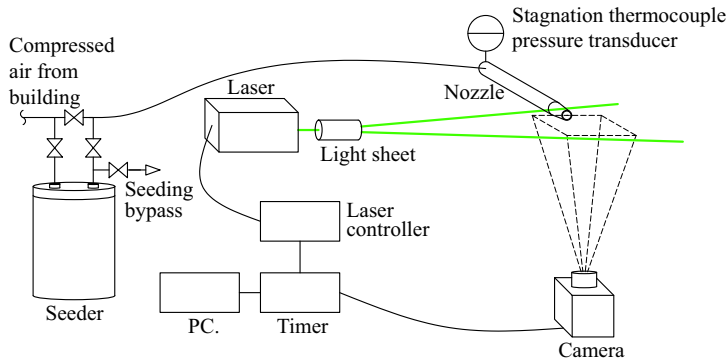 Stagnation thermocouple
pressure transducer
Compressed
air from
building
Laser
Nozzle
Light sheet
Seeding
bypass
Laser
controller
Seeder
PC.
Timer
Camera